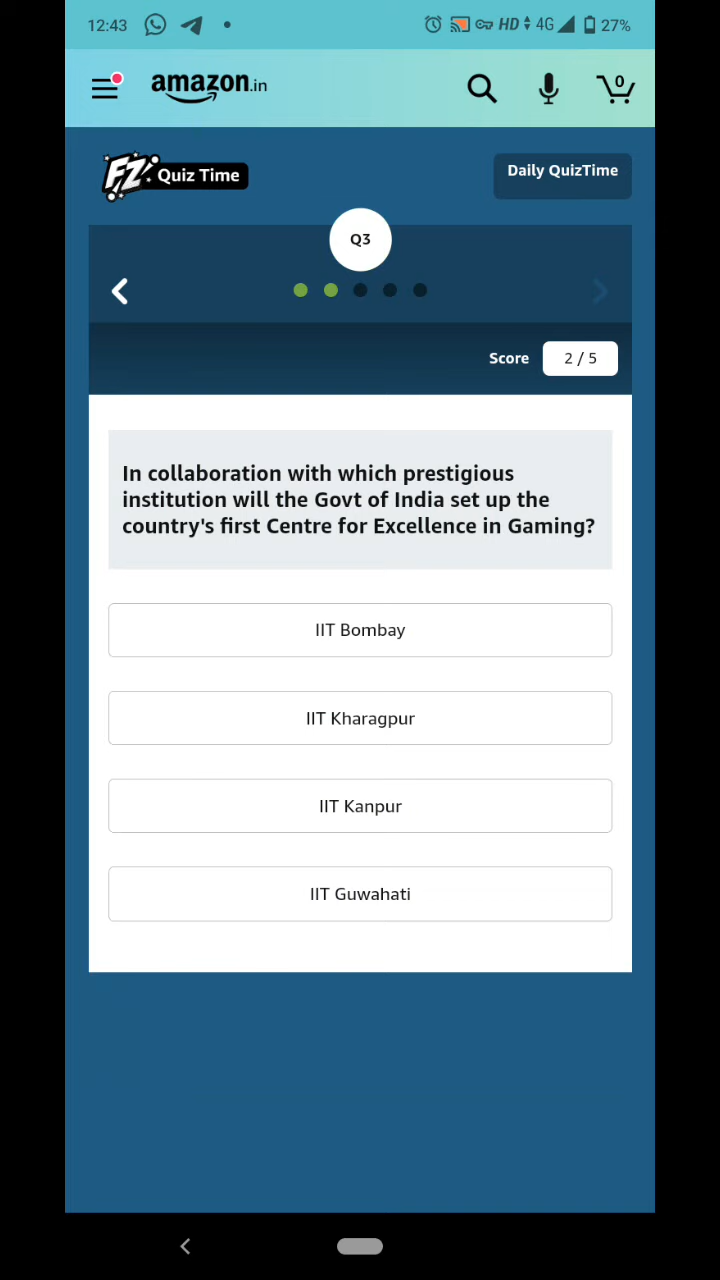 12:43 HD 4G 27%
amazon.in 0
FZ Quiz Time Daily QuizTime
Q3
Score 2 / 5
In collaboration with which prestigious
institution will the Govt of India set up the
country's first Centre for Excellence in Gaming?
IIT Bombay
IIT Kharagpur
IIT Kanpur
IIT Guwahati